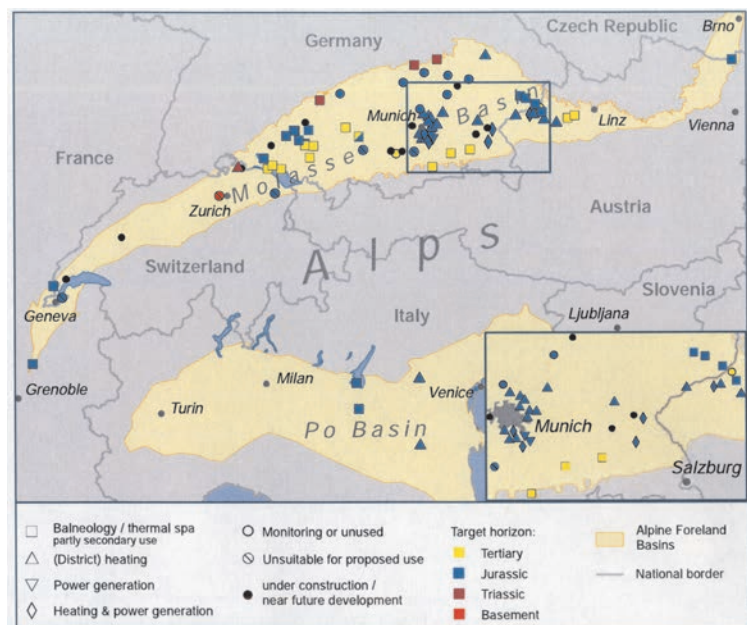 Czech Republic
Brno
Germany
Munich
Basin
Linz
Vienna
France
Molasse
Zurich
Austria
Switzerland
Alps
Slovenia
Geneva
Italy
Ljubljana
Grenoble
Milan
Venice
Turin
Po Basin
Munich
Salzburg
Balneology / thermal spa
partly secondary use
(District) heating
Power generation
Heating & power generation
Monitoring or unused
Unsuitable for proposed use
under construction /
near future development
Target horizon:
Tertiary
Jurassic
Triassic
Basement
Alpine Foreland
Basins
National border